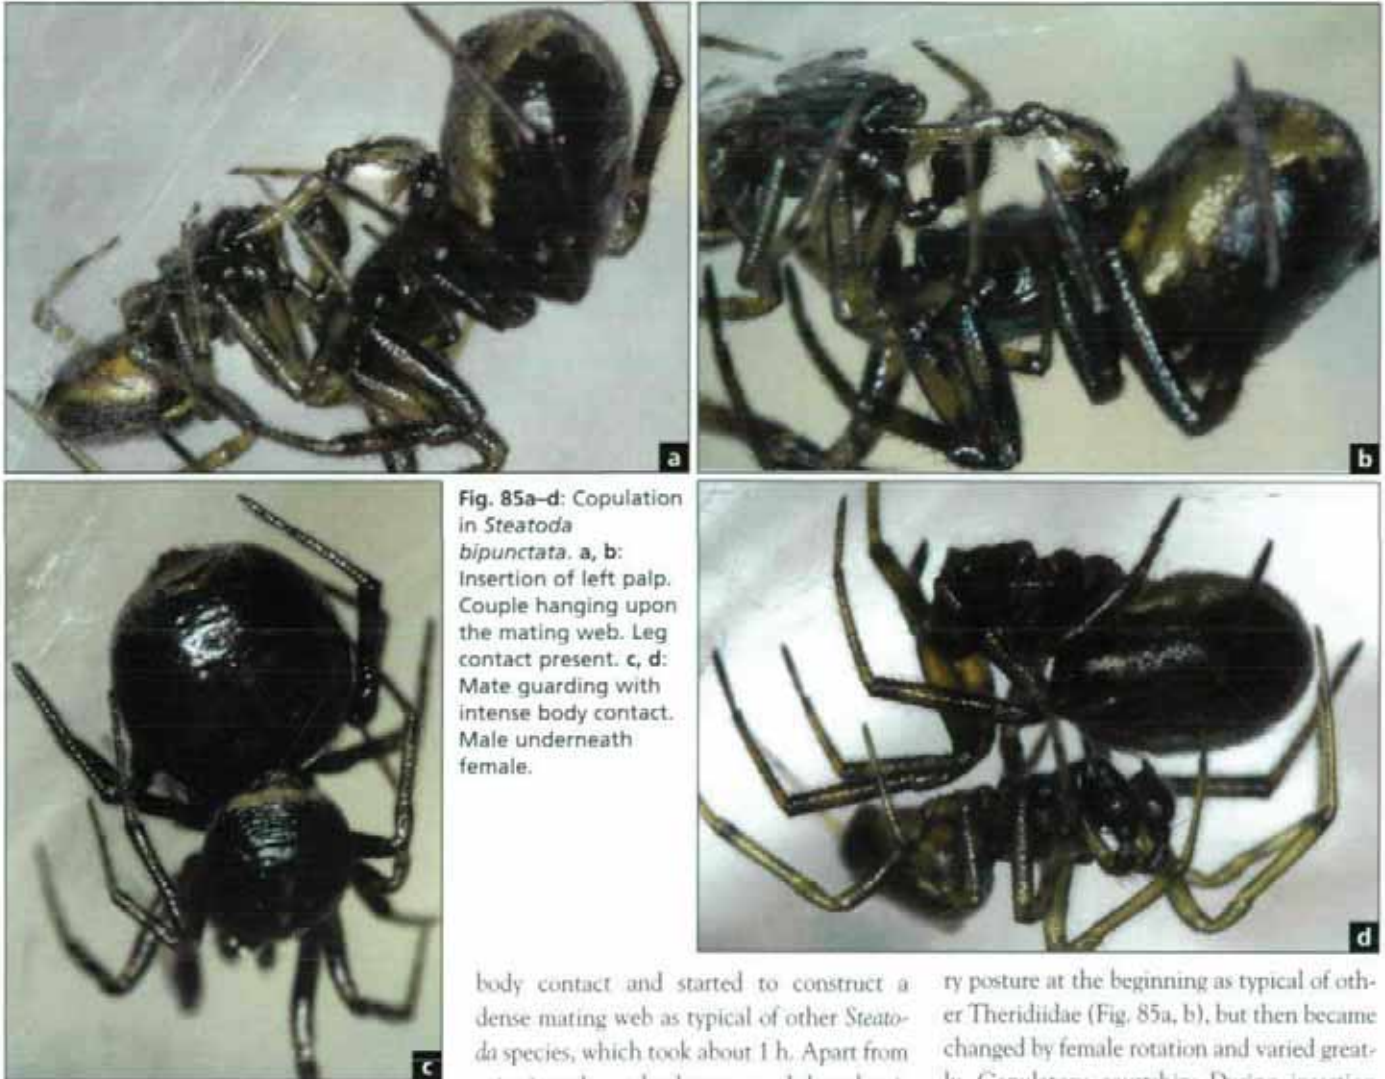 a
b
Fig. 85a–d: Copulation
in Steatoda
bipunctata. a, b:
Insertion of left palp.
Couple hanging upon
the mating web. Leg
contact present. c, d:
Mate guarding with
intense body contact.
Male underneath
female.
c
d
body contact and started to construct a
dense mating web as typical of other Steato-
da species, which took about 1 h. Apart from
ry posture at the beginning as typical of oth-
er Theridiidae (Fig. 85a, b), but then became
changed by female rotation and varied great-